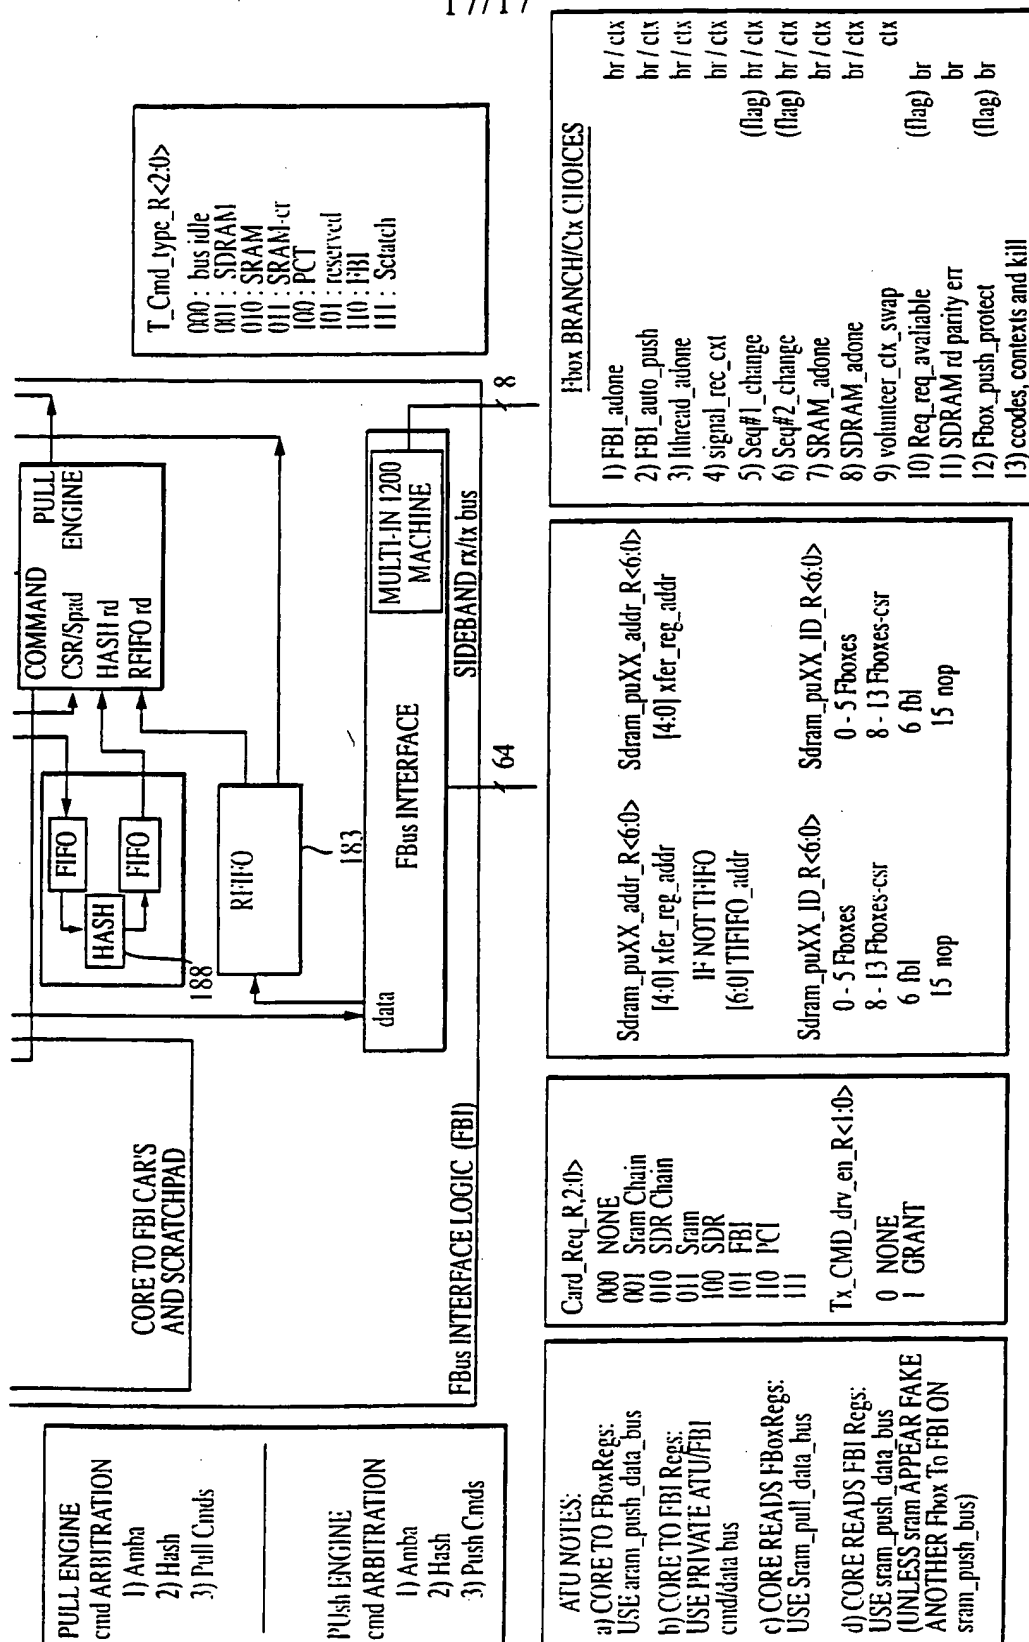 17/17
PULL ENGINE
cmd ARBITRATION
1) Amba
2) Hash
3) Pull Cmds
PUsh ENGINE
cmd ARBITRATION
1) Amba
2) Hash
3) Push Cmds
CORE TO FBI CAR'S
AND SCRATCHPAD
FBus INTERFACE LOGIC (FBI)
FIFO
HASH
FIFO
188
COMMAND
PULL
ENGINE
CSR/Spad
HASH rd
RFIFO rd
RFIFO
183
data
FBus INTERFACE
MULTI-IN 1200
MACHINE
SIDEBAND rx/tx bus
64
8
T_Cmd_type_R<2:0>
000 : bus idle
001 : SDRAM
010 : SRAM
011 : SRAM-cr
100 : PCT
101 : reserved
110 : FBI
111 : Sctatch
ATU NOTES:
a) CORE TO FBoxRegs:
USE aram_push_data_bus
b) CORE TO FBI Regs:
USE PRIVATE ATU/FBI
cmd/data bus
c) CORE READS FBoxRegs:
USE Sram_pull_data_bus
d) CORE READS FBI Regs:
USE sram_push_data_bus
(UNLESS sram APPEAR FAKE
ANOTHER Fbox To FBI ON
sram_push_bus)
Card_Req_R,2:0>
000 NONE
001 Sram Chain
010 SDR Chain
011 Sram
100 SDR
101 FBI
110 PCI
111
Tx_CMD_drv_en_R<1:0>
0 NONE
1 GRANT
Sdram_puXX_addr_R<6:0>
[4:0] xfer_reg_addr
IF NOT TFIFO
[6:0] TFIFO_addr
Sdram_puXX_ID_R<6:0>
0 - 5 Fboxes
8 - 13 Fboxes-csr
6 fbI
15 nop
Sdram_puXX_addr_R<6:0>
[4:0] xfer_reg_addr
Sdram_puXX_ID_R<6:0>
0 - 5 Fboxes
8 - 13 Fboxes-csr
6 fbI
15 nop
Fbox BRANCH/Ctx CHOICES
1) FBI_adone br / ctx
2) FBI_auto_push br / ctx
3) Ithread_adone br / ctx
4) signal_rec_cxt br / ctx
5) Seq#1_change (flag) br / ctx
6) Seq#2_change (flag) br / ctx
7) SRAM_adone br / ctx
8) SDRAM_adone br / ctx
9) volunteer_ctx_swap ctx
10) Req_req_avaliable (flag) br
11) SDRAM rd parity err br
12) Fbox_push_protect (flag) br
13) ccodes, contexts and kill